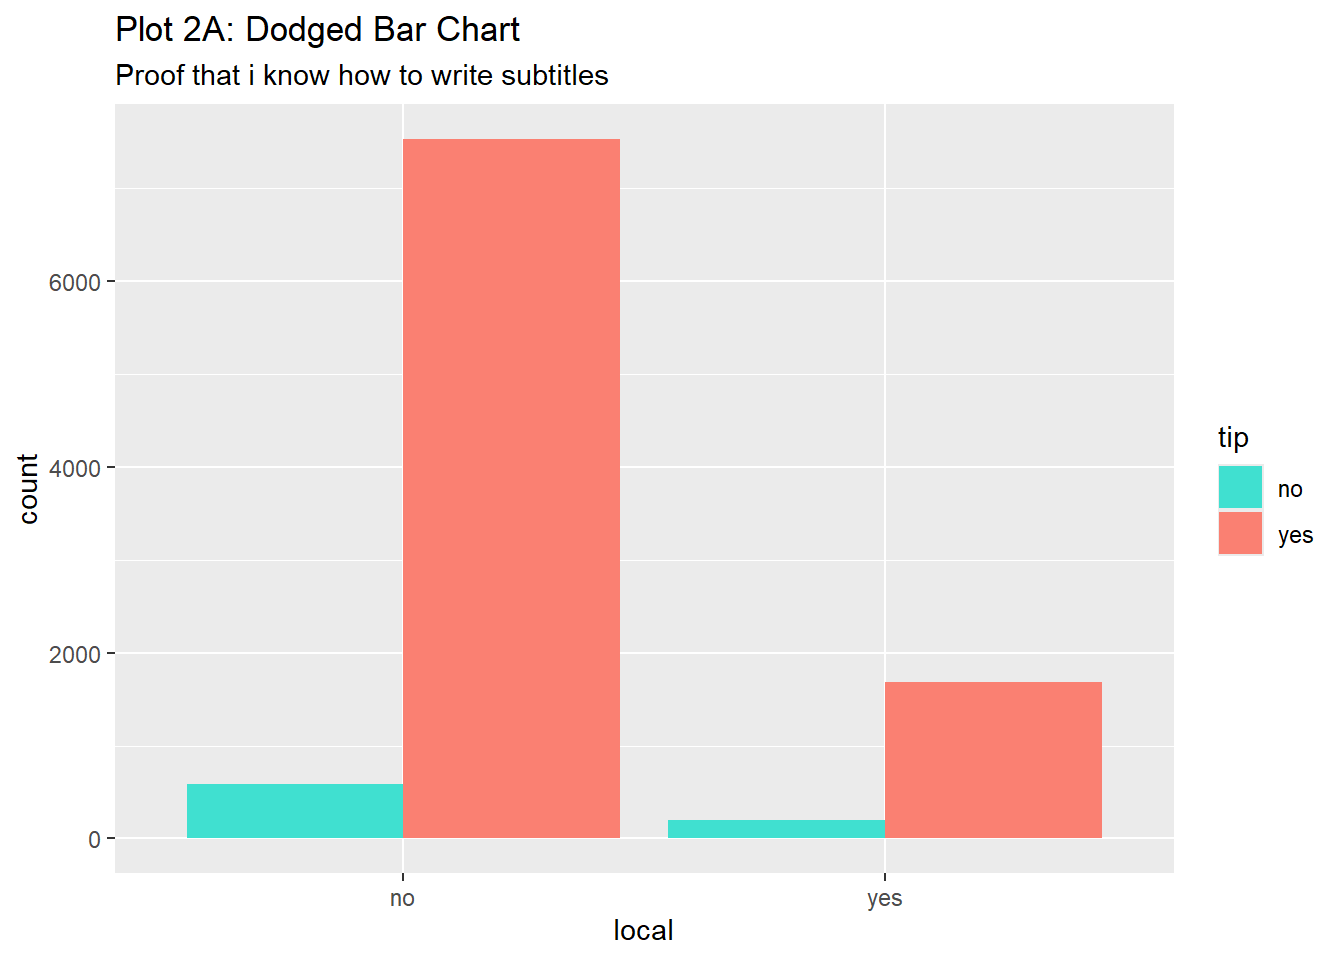 Plot 2A: Dodged Bar Chart
Proof that i know how to write subtitles
count
6000
4000
2000
0
no
yes
local
tip
no
yes